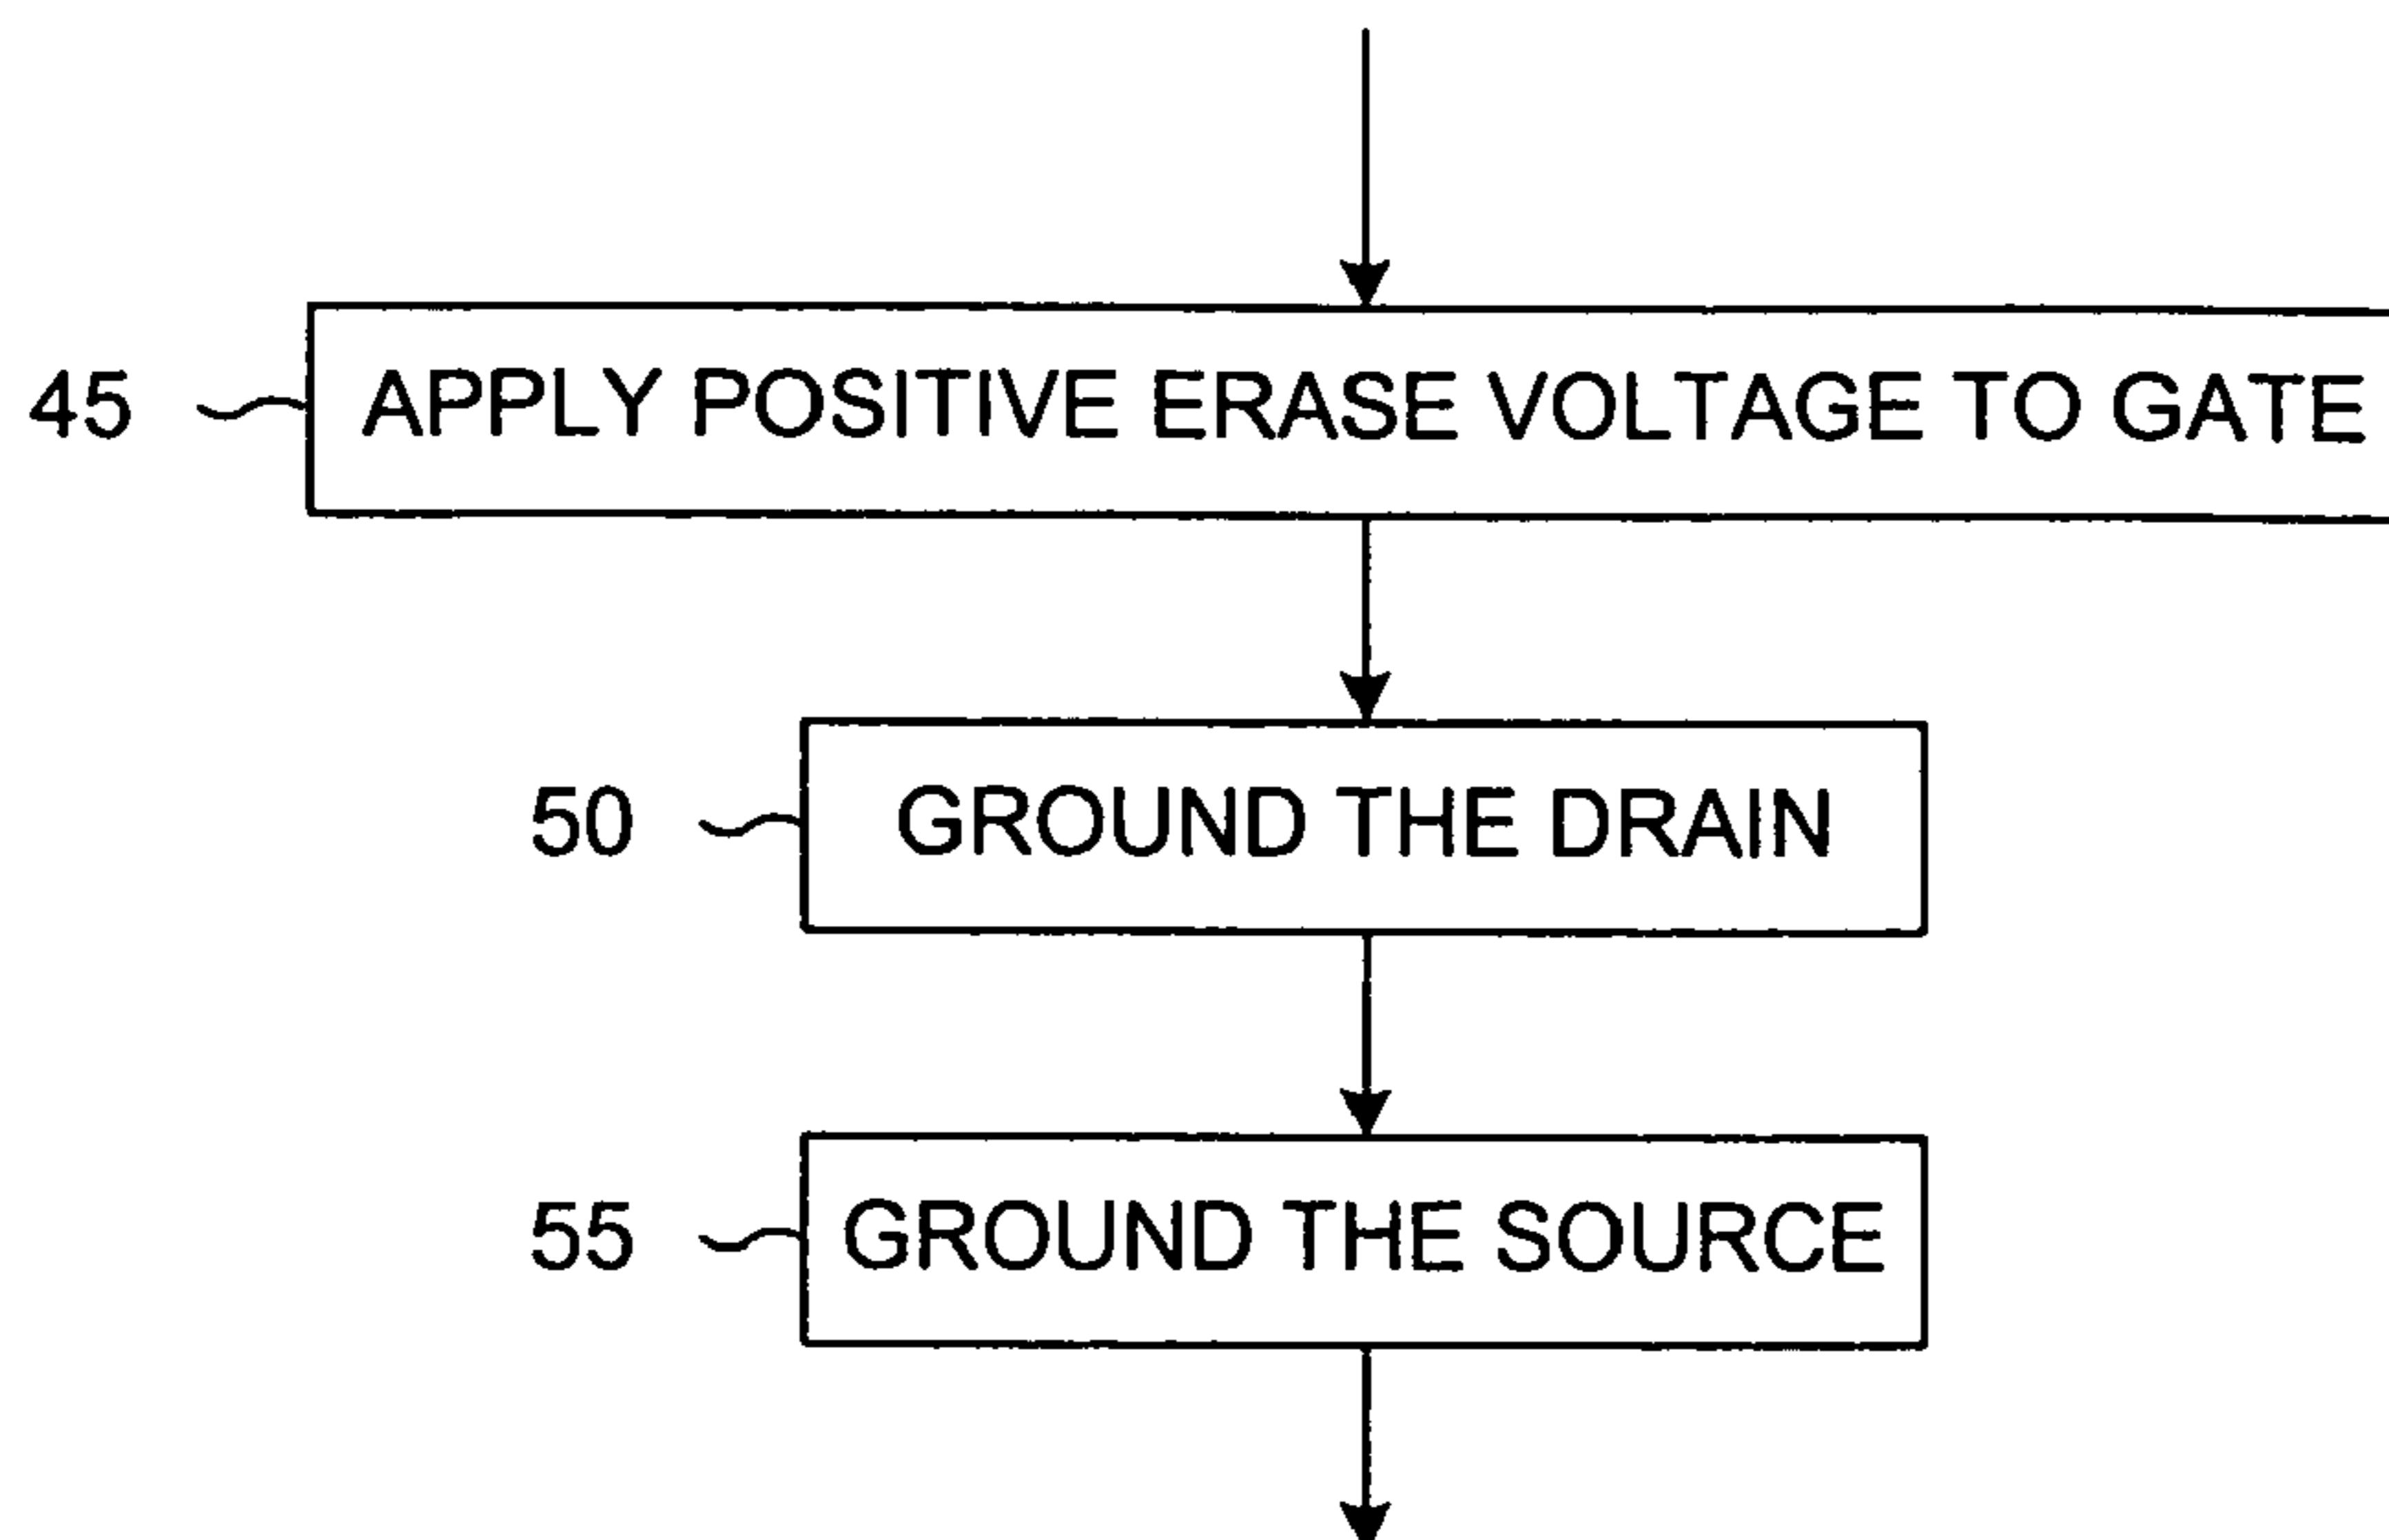 45 APPLY POSITIVE ERASE VOLTAGE TO GATE
50 GROUND THE DRAIN
55 GROUND THE SOURCE